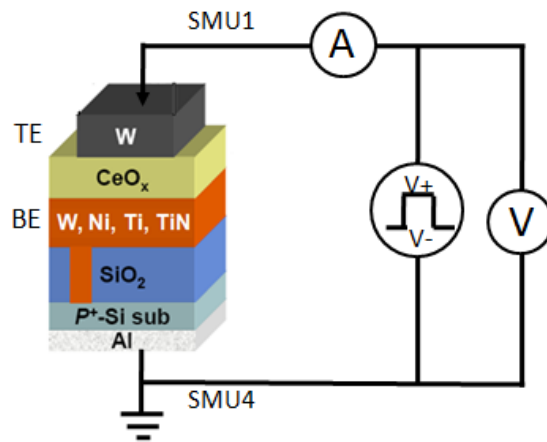 SMU1
A
TE
W
CeOₓ
BE
W, Ni, Ti, TiN
V+
V-
V
SiO₂
P⁺-Si sub
Al
SMU4